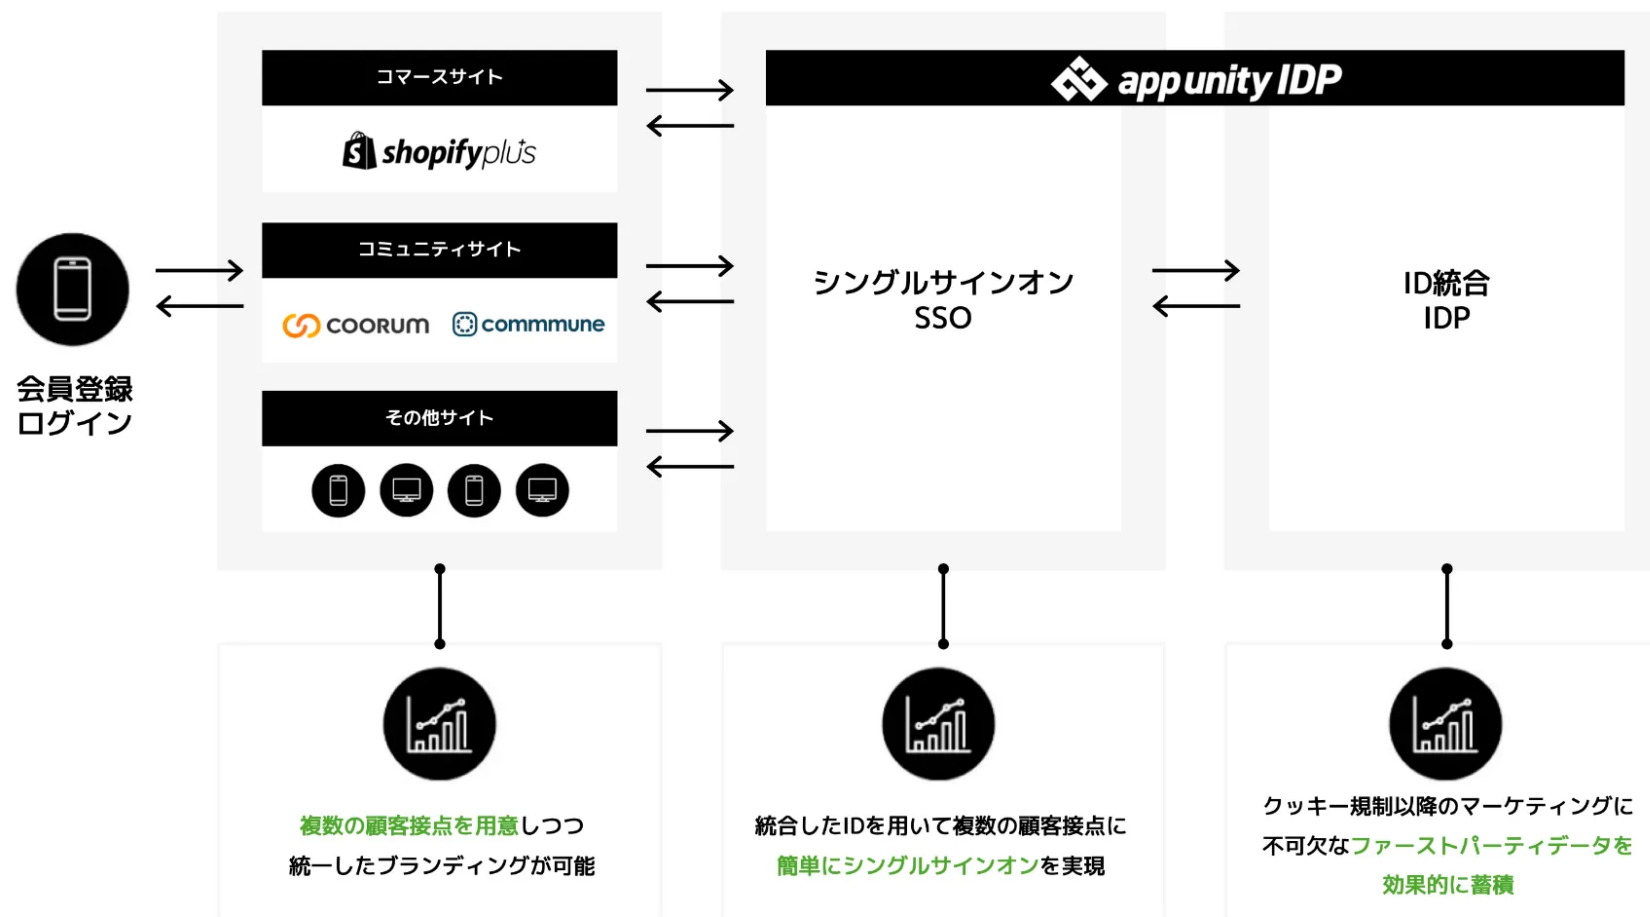 コマースサイト
shopifyplus
app unity IDP
コミュニティサイト
COORUM
commmune
その他サイト
会員登録
ログイン
シングルサインオン
SSO
ID統合
IDP
複数の顧客接点を用意しつつ
統一したブランディングが可能
統合したIDを用いて複数の顧客接点に
簡単にシングルサインオンを実現
クッキー規制以降のマーケティングに
不可欠なファーストパーティデータを
効果的に蓄積